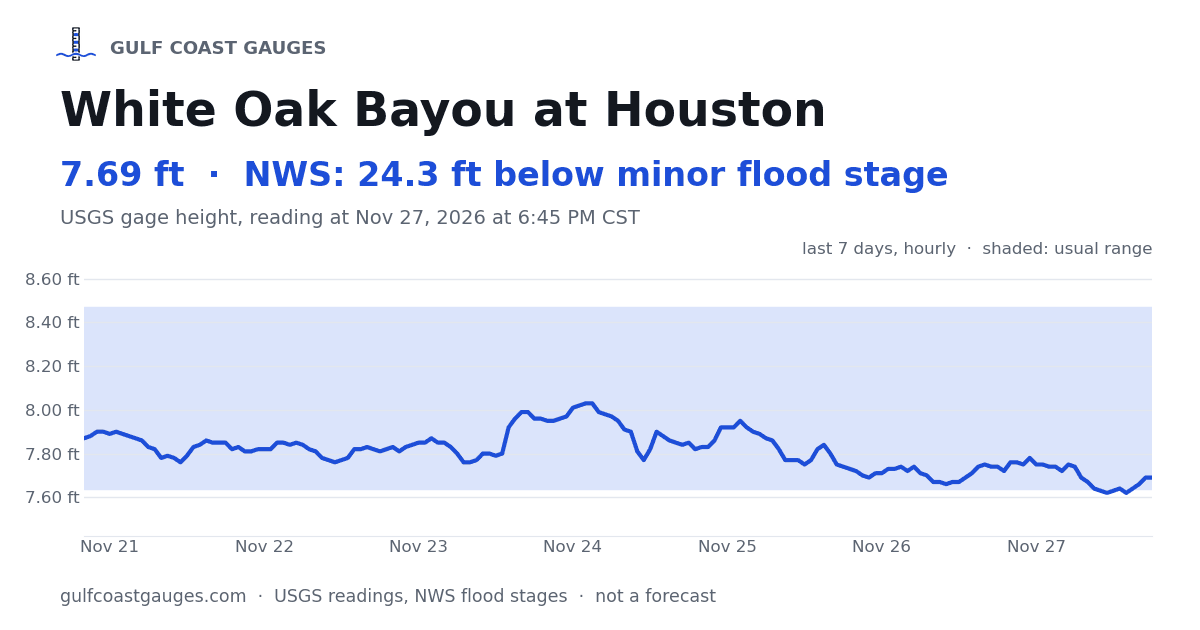 GULF COAST GAUGES
White Oak Bayou at Houston
7.69 ft · NWS: 24.3 ft below minor flood stage
USGS gage height, reading at Nov 27, 2026 at 6:45 PM CST
last 7 days, hourly · shaded: usual range
8.60 ft
8.40 ft
8.20 ft
8.00 ft
7.80 ft
7.60 ft
Nov 21 Nov 22 Nov 23 Nov 24 Nov 25 Nov 26 Nov 27
gulfcoastgauges.com · USGS readings, NWS flood stages · not a forecast